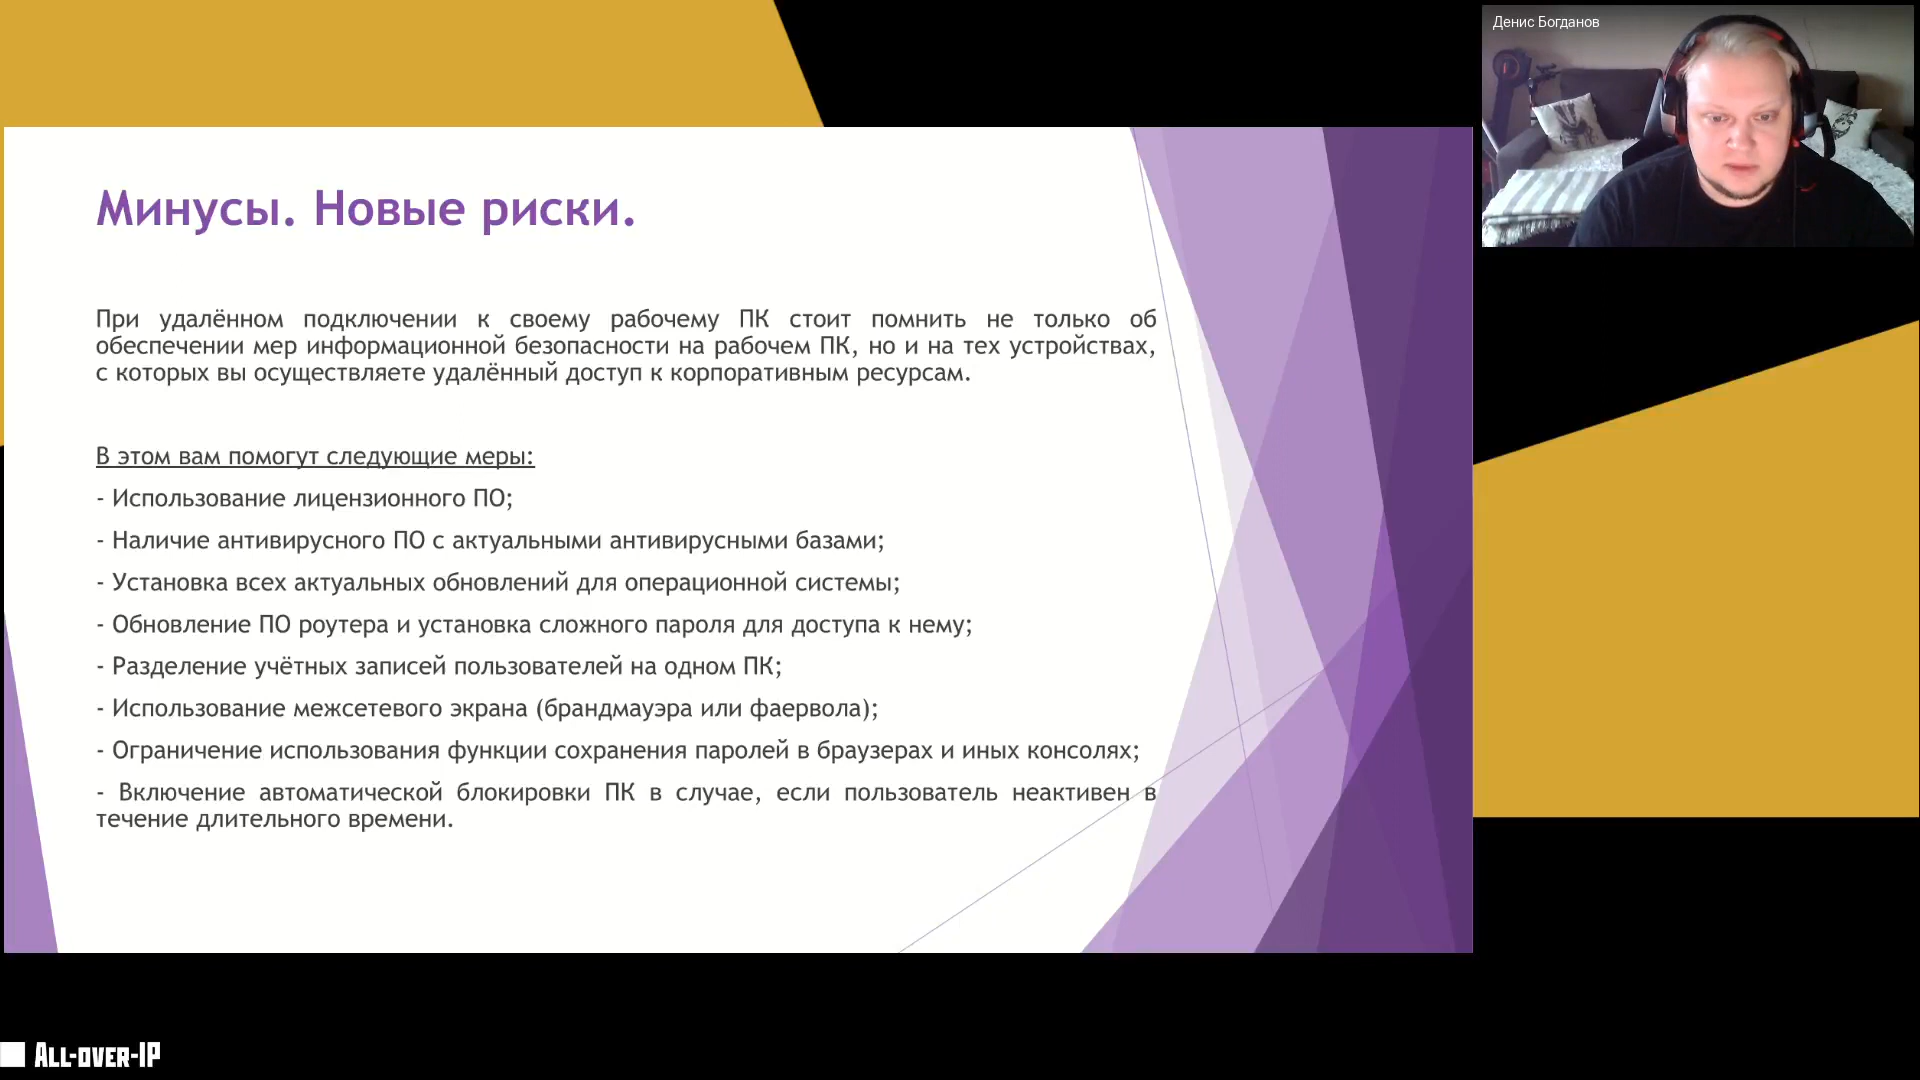 Денис Богданов
Минусы. Новые риски.
При удалённом подключении к своему рабочему ПК стоит помнить не только об
обеспечении мер информационной безопасности на рабочем ПК, но и на тех устройствах,
с которых вы осуществляете удалённый доступ к корпоративным ресурсам.
В этом вам помогут следующие меры:
- Использование лицензионного ПО;
- Наличие антивирусного ПО с актуальными антивирусными базами;
- Установка всех актуальных обновлений для операционной системы;
- Обновление ПО роутера и установка сложного пароля для доступа к нему;
- Разделение учётных записей пользователей на одном ПК;
- Использование межсетевого экрана (брандмауэра или фаервола);
- Ограничение использования функции сохранения паролей в браузерах и иных консолях;
- Включение автоматической блокировки ПК в случае, если пользователь неактивен в
течение длительного времени.
ALL-OVER-IP